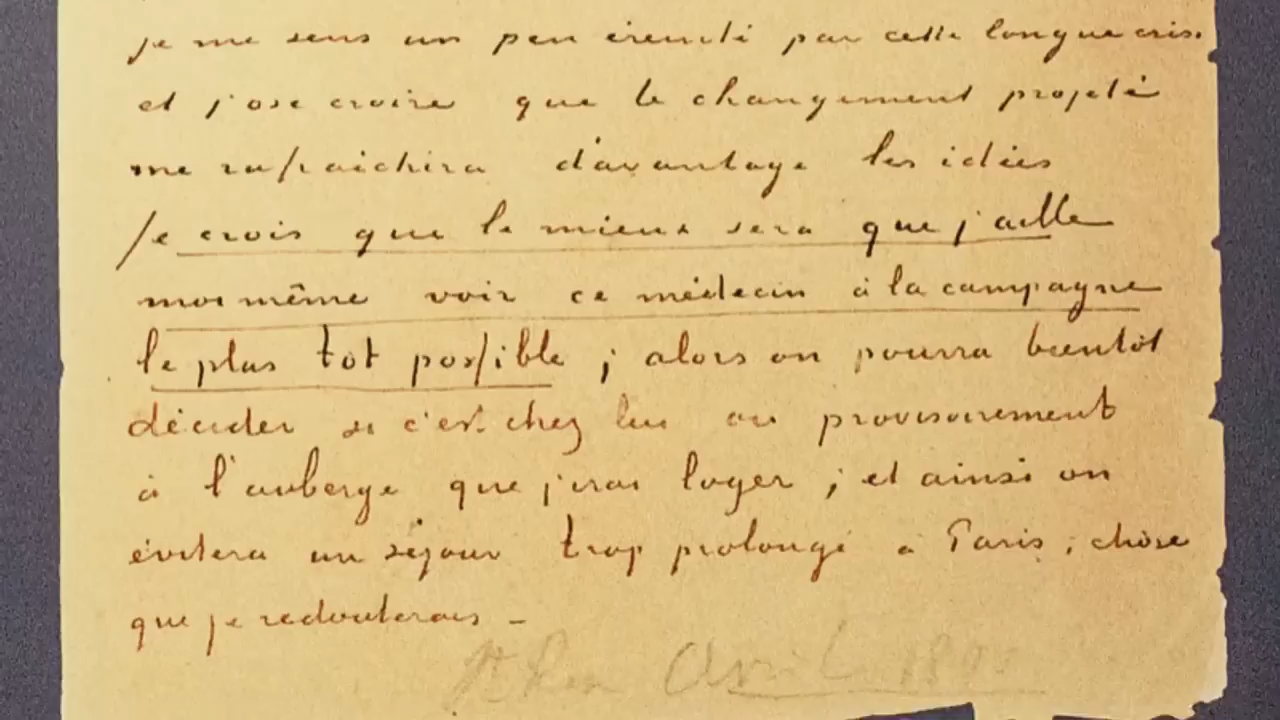 je me sens un peu éreinté par cette longue crise
et j'ose croire que le changement projeté
me rafraichira davantage les idées
Je crois que le mieux sera que j'aille
moi même voir ce médecin à la campagne
le plus tôt possible ; alors on pourra bientôt
décider si c'est chez lui ou provisoirement
à l'auberge que j'irai loger ; et ainsi on
évitera un séjour trop prolongé à Paris, chose
que je redouterais –
Avril